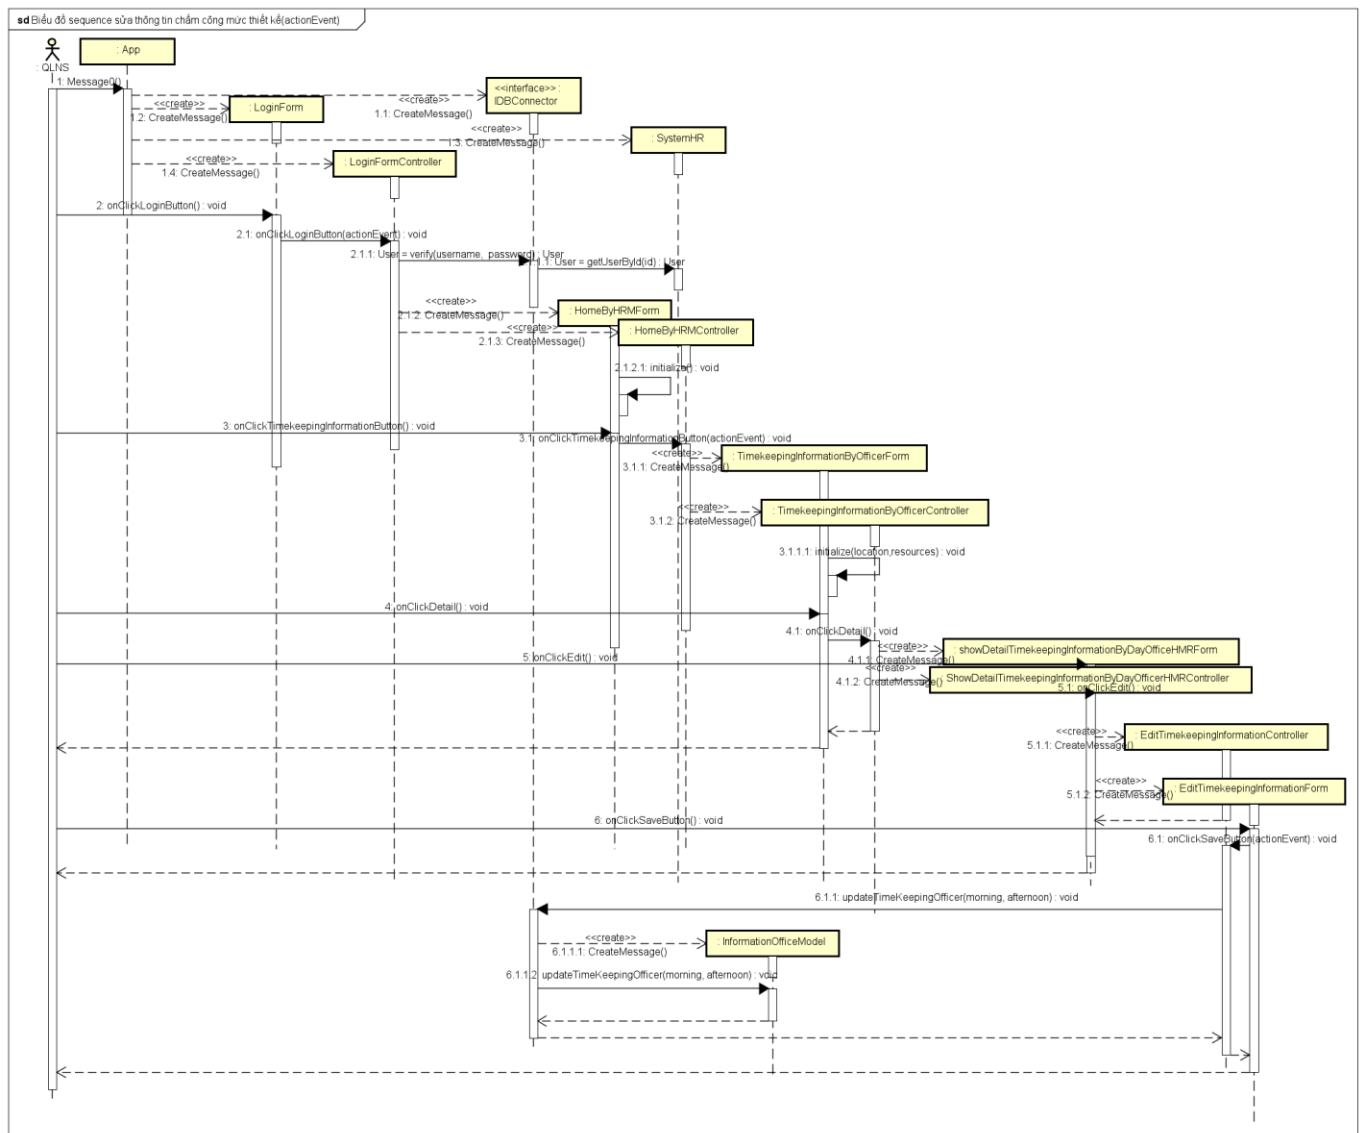 sd Biểu đồ sequence sửa thông tin chấm công mức thiết kế(actionEvent)
: QLNS
: App
1: Message0()
<<create>>
1.1: CreateMessage()
<<interface>> :
IDBConnector
<<create>>
1.2: CreateMessage()
: LoginForm
<<create>>
1.3: CreateMessage()
: SystemHR
<<create>>
1.4: CreateMessage()
: LoginFormController
2: onClickLoginButton() : void
2.1: onClickLoginButton(actionEvent) : void
2.1.1: User = verify(username, password) : User
1.1: User = getUserById(id) : User
<<create>>
2.1.2: CreateMessage()
: HomeByHRMForm
<<create>>
2.1.3: CreateMessage()
: HomeByHRMController
2.1.2.1: initialize() : void
3: onClickTimekeepingInformationButton() : void
3.1: onClickTimekeepingInformationButton(actionEvent) : void
<<create>>
3.1.1: CreateMessage()
: TimekeepingInformationByOfficerForm
<<create>>
3.1.2: CreateMessage()
: TimekeepingInformationByOfficerController
3.1.1.1: initialize(location,resources) : void
4: onClickDetail() : void
4.1: onClickDetail() : void
<<create>>
4.1.1: CreateMessage()
: showDetailTimekeepingInformationByDayOfficeHMRForm
5: onClickEdit() : void
<<create>>
4.1.2: CreateMessage()
: ShowDetailTimekeepingInformationByDayOfficerHMRController
5.1: onClickEdit() : void
<<create>>
5.1.1: CreateMessage()
: EditTimekeepingInformationController
<<create>>
5.1.2: CreateMessage()
: EditTimekeepingInformationForm
6: onClickSaveButton() : void
6.1: onClickSaveButton(actionEvent) : void
6.1.1: updateTimeKeepingOfficer(morning, afternoon) : void
<<create>>
6.1.1.1: CreateMessage()
: InformationOfficeModel
6.1.1.2: updateTimeKeepingOfficer(morning, afternoon) : void